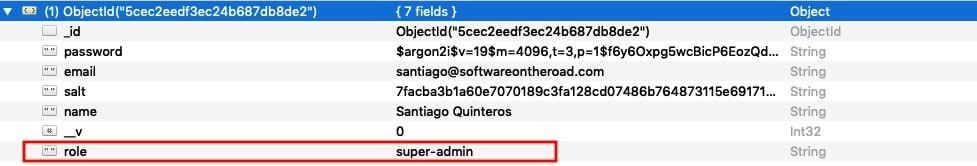 (1) ObjectId("5cec2eedf3ec24b687db8de2") { 7 fields } Object
_id ObjectId("5cec2eedf3ec24b687db8de2") ObjectId
password $argon2i$v=19$m=4096,t=3,p=1$f6y6Oxpg5wcBicP6EozQd... String
email santiago@softwareontheroad.com String
salt 7facba3b1a60e7070189c3fa128cd07486b764873115e69171... String
name Santiago Quinteros String
__v 0 Int32
role super-admin String